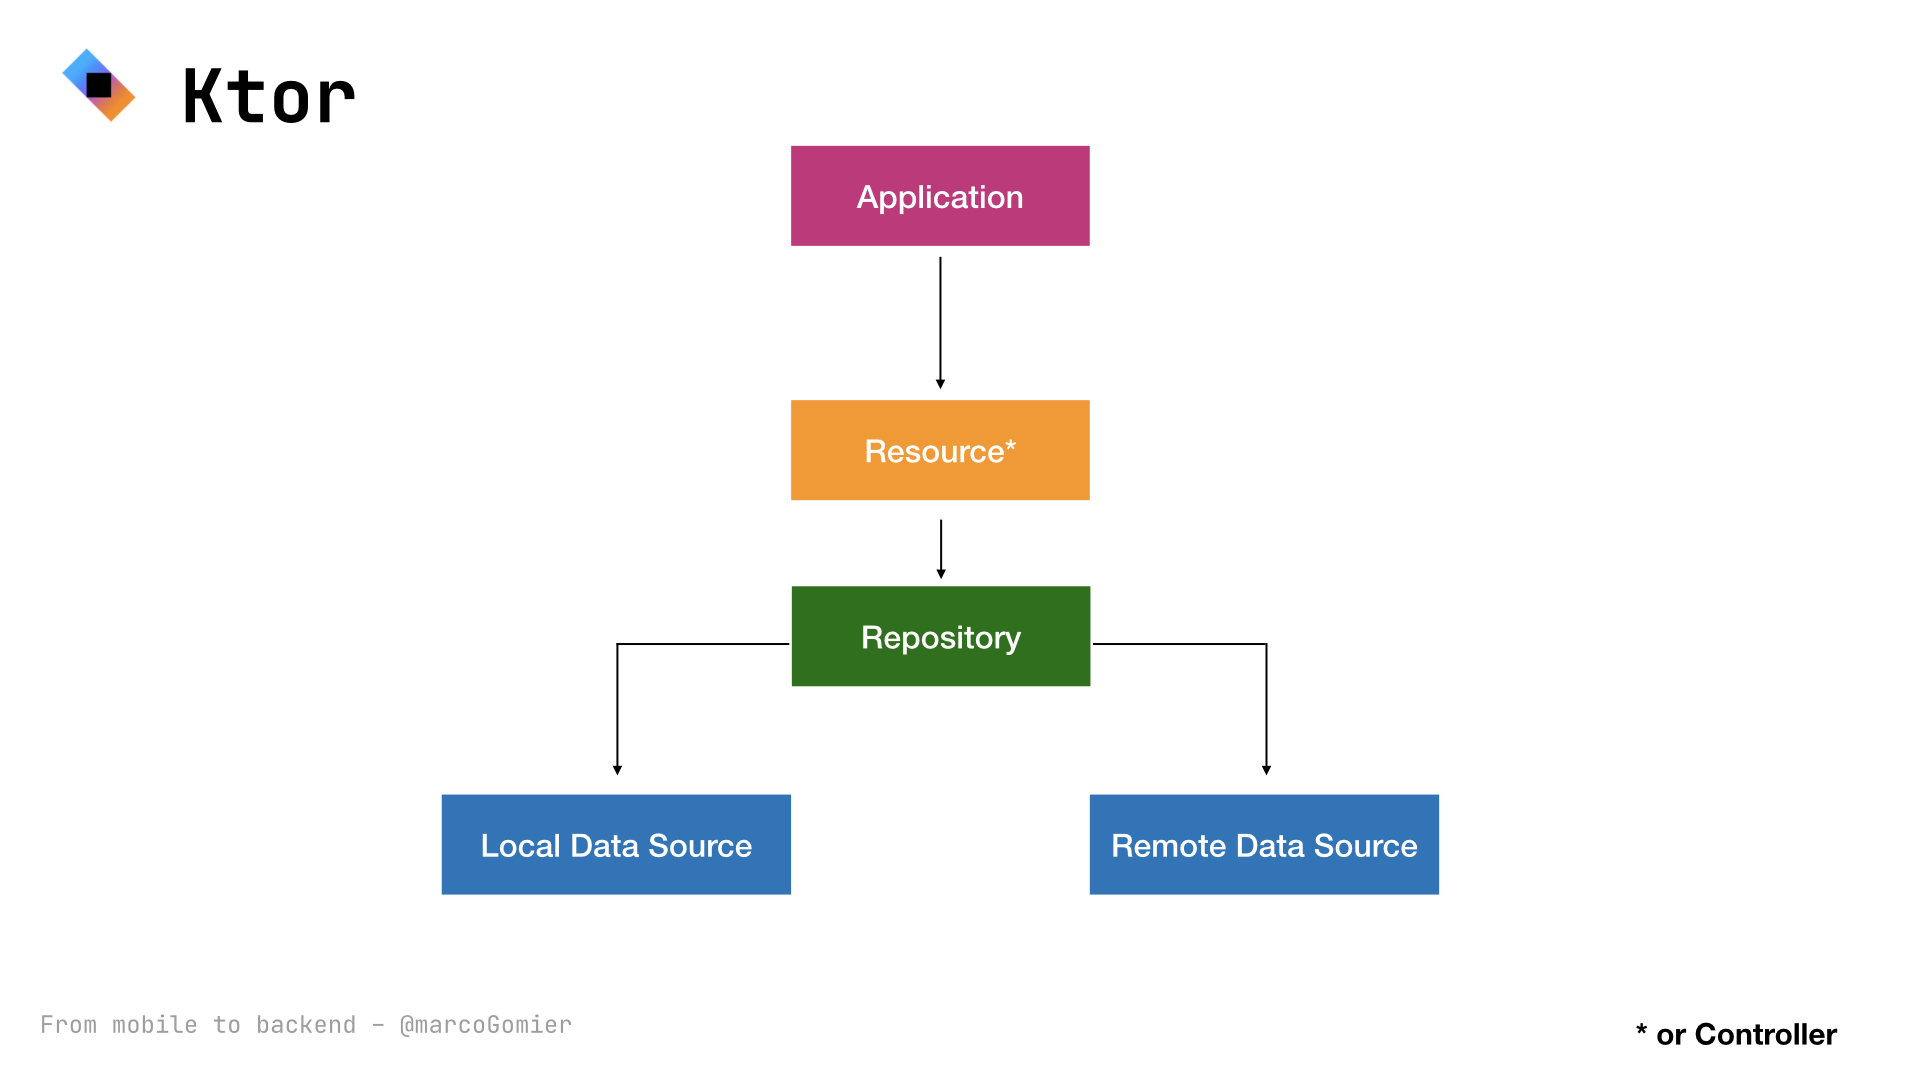 Ktor
Application
Resource*
Repository
Local Data Source
Remote Data Source
From mobile to backend - @marcoGomier
* or Controller